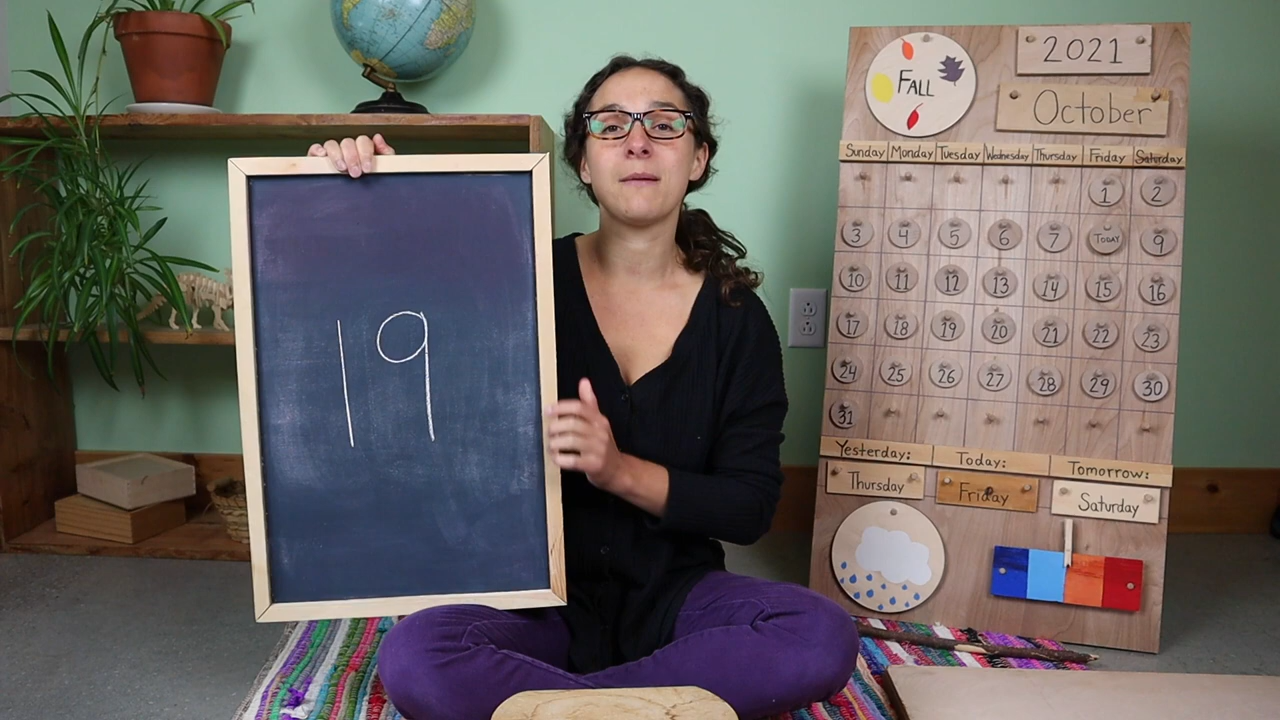 19
FALL
2021
October
Sunday Monday Tuesday Wednesday Thursday Friday Saturday
1 2
3 4 5 6 7 TODAY 9
10 11 12 13 14 15 16
17 18 19 20 21 22 23
24 25 26 27 28 29 30
31
Yesterday: Today: Tomorrow:
Thursday Friday Saturday